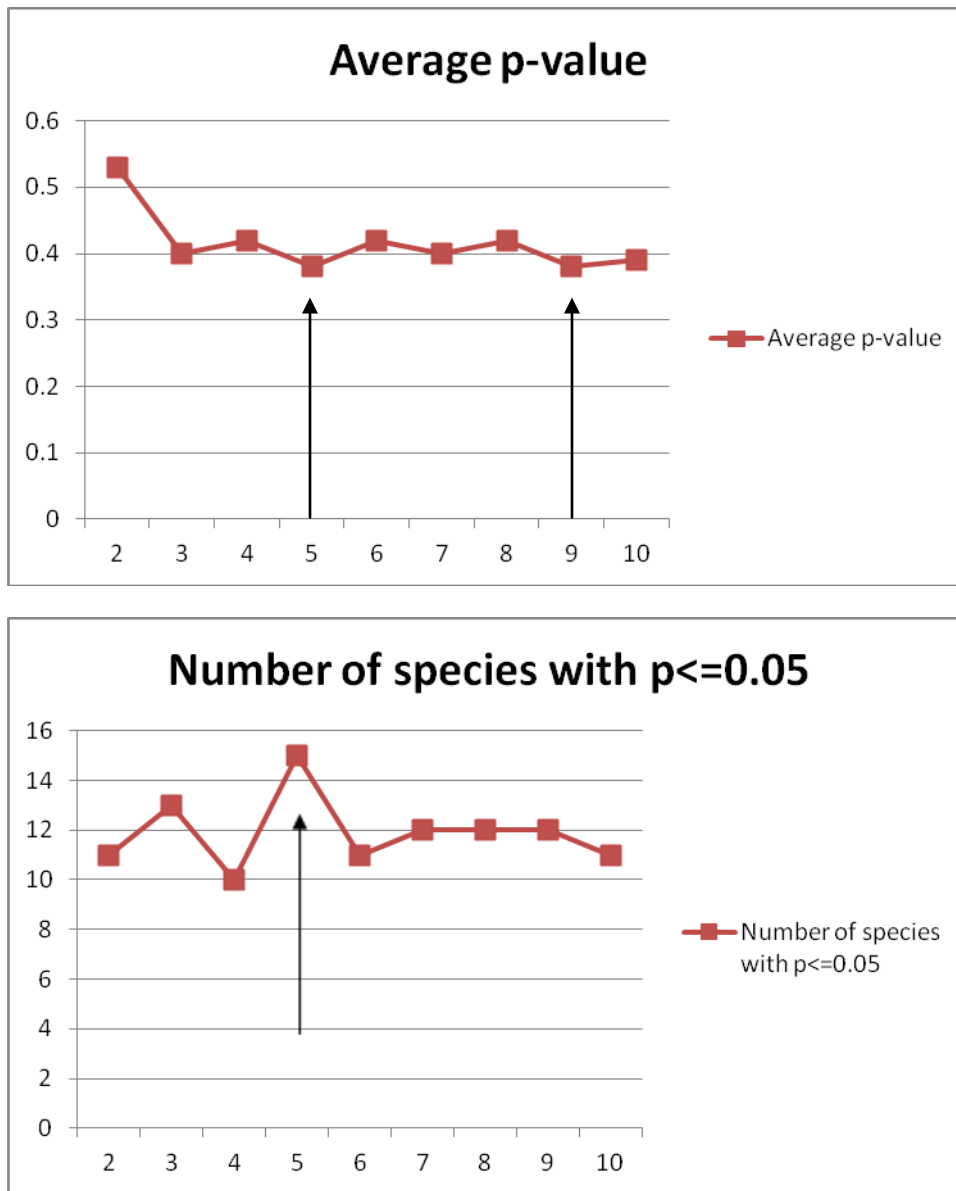 Average p-value
0.6
0.5
0.4
0.3
0.2
0.1
0
2 3 4 5 6 7 8 9 10
Average p-value
Number of species with p<=0.05
16
14
12
10
8
6
4
2
0
2 3 4 5 6 7 8 9 10
Number of species
with p<=0.05